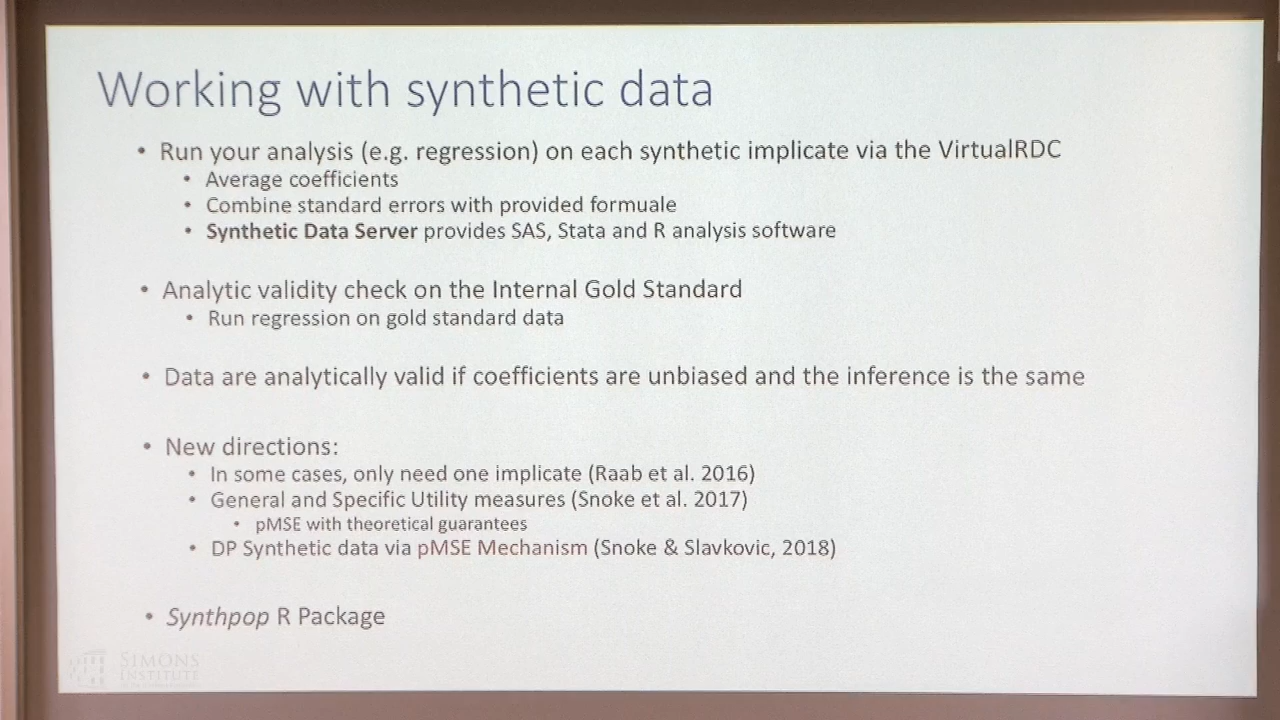 Working with synthetic data
• Run your analysis (e.g. regression) on each synthetic implicate via the VirtualRDC
• Average coefficients
• Combine standard errors with provided formuale
• Synthetic Data Server provides SAS, Stata and R analysis software
• Analytic validity check on the Internal Gold Standard
• Run regression on gold standard data
• Data are analytically valid if coefficients are unbiased and the inference is the same
• New directions:
• In some cases, only need one implicate (Raab et al. 2016)
• General and Specific Utility measures (Snoke et al. 2017)
• pMSE with theoretical guarantees
• DP Synthetic data via pMSE Mechanism (Snoke & Slavkovic, 2018)
• Synthpop R Package
SIMONS
INSTITUTE